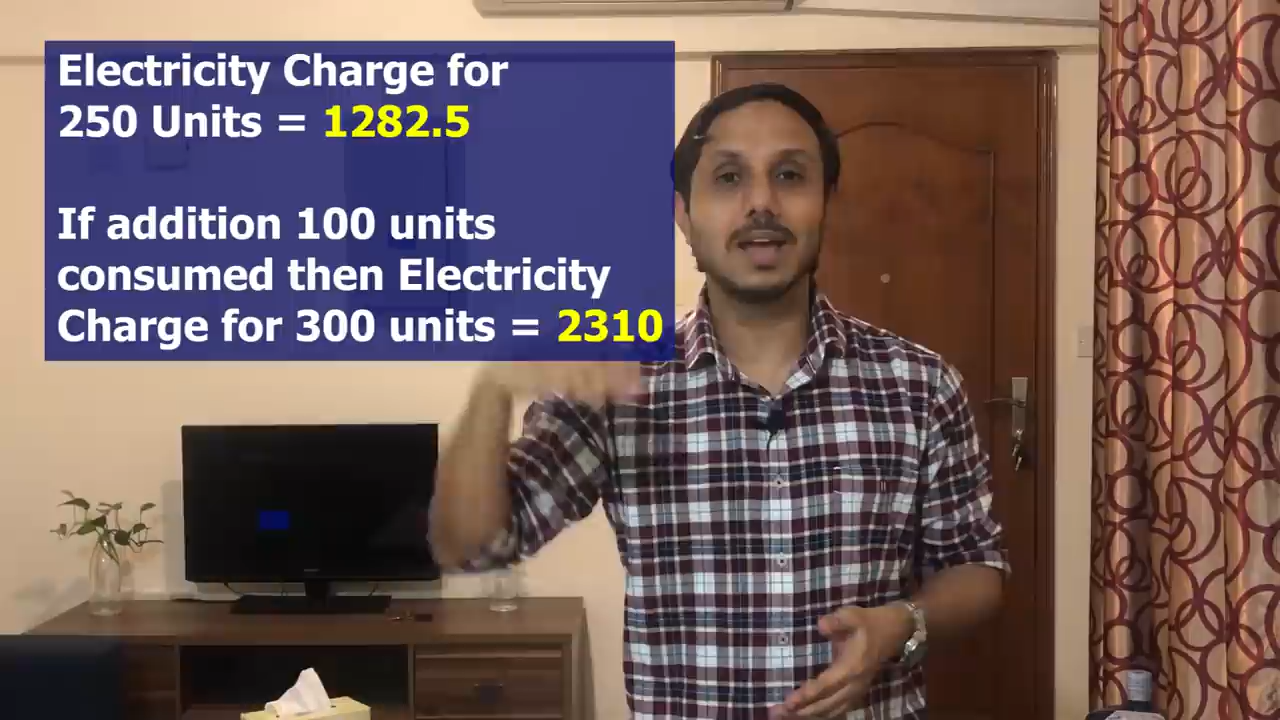 Electricity Charge for
250 Units = 1282.5
If addition 100 units
consumed then Electricity
Charge for 300 units = 2310